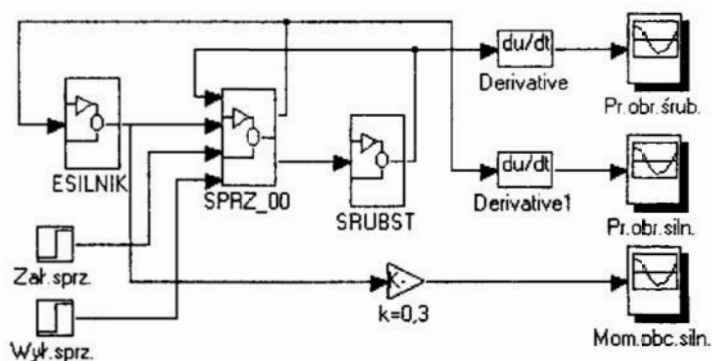 du/dt
Derivative
Pr.obr.śrub.
ESILNIK
SPRZ_00
SRUBST
du/dt
Derivative1
Pr.obr.siln.
Zał.sprz.
K-
k=0,3
Wył.sprz.
Mom.obc.siln.